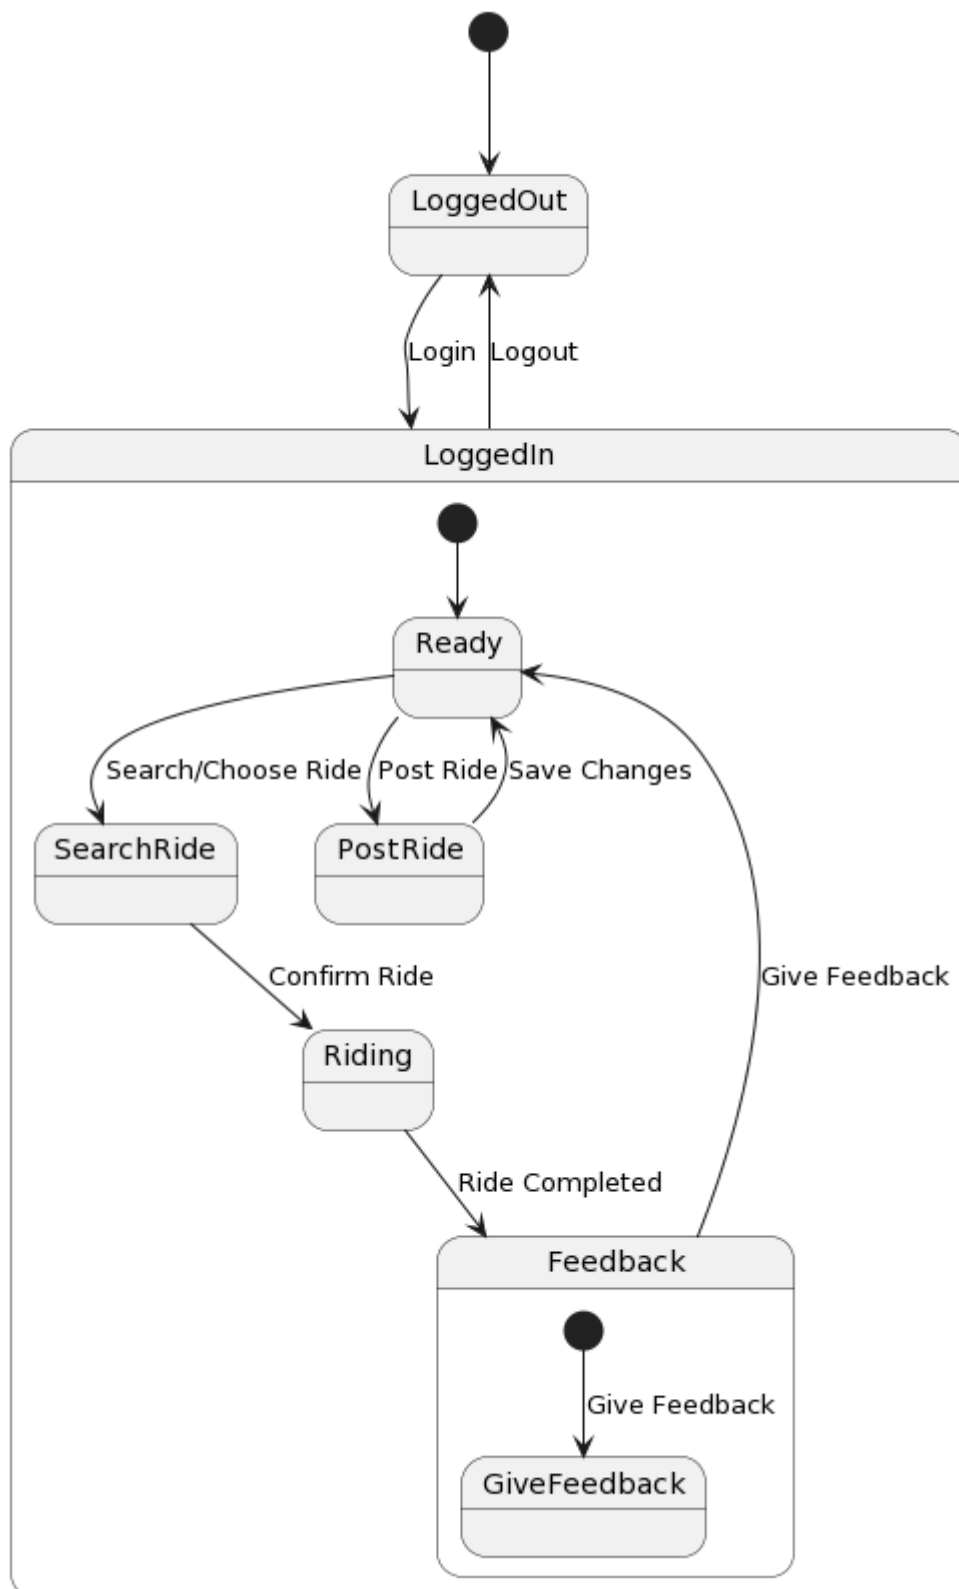 LoggedOut
Login
Logout
LoggedIn
Ready
Search/Choose Ride
Post Ride
Save Changes
SearchRide
PostRide
Confirm Ride
Give Feedback
Riding
Ride Completed
Feedback
Give Feedback
GiveFeedback